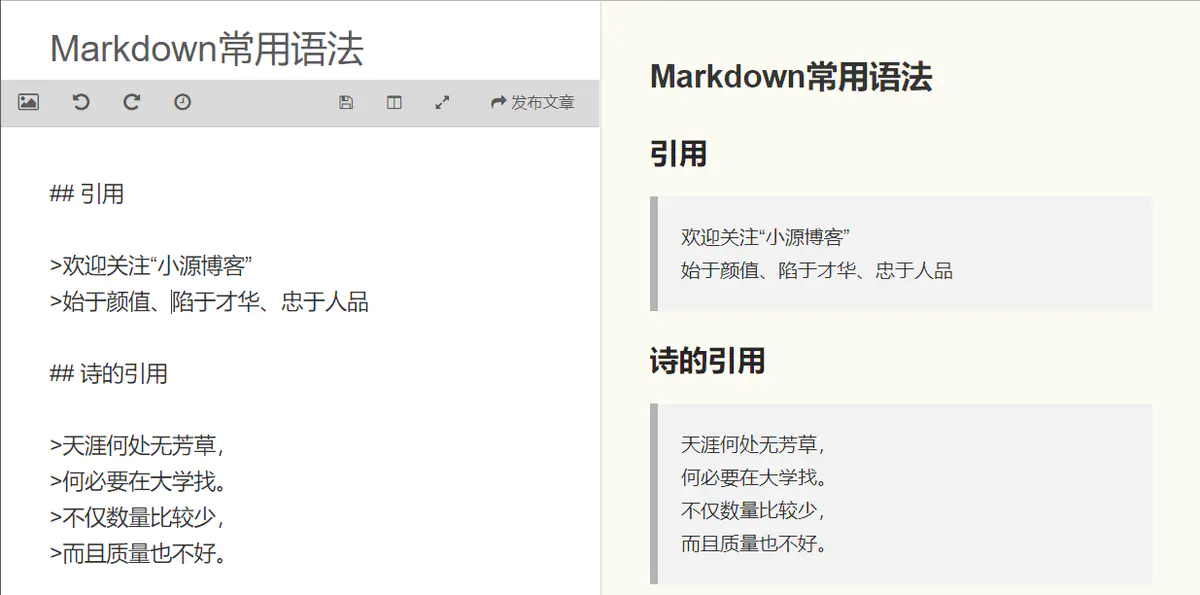 Markdown常用语法
发布文章
## 引用
>欢迎关注“小源博客”
>始于颜值、陷于才华、忠于人品
## 诗的引用
>天涯何处无芳草，
>何必要在大学找。
>不仅数量比较少，
>而且质量也不好。
Markdown常用语法
引用
欢迎关注“小源博客”
始于颜值、陷于才华、忠于人品
诗的引用
天涯何处无芳草，
何必要在大学找。
不仅数量比较少，
而且质量也不好。